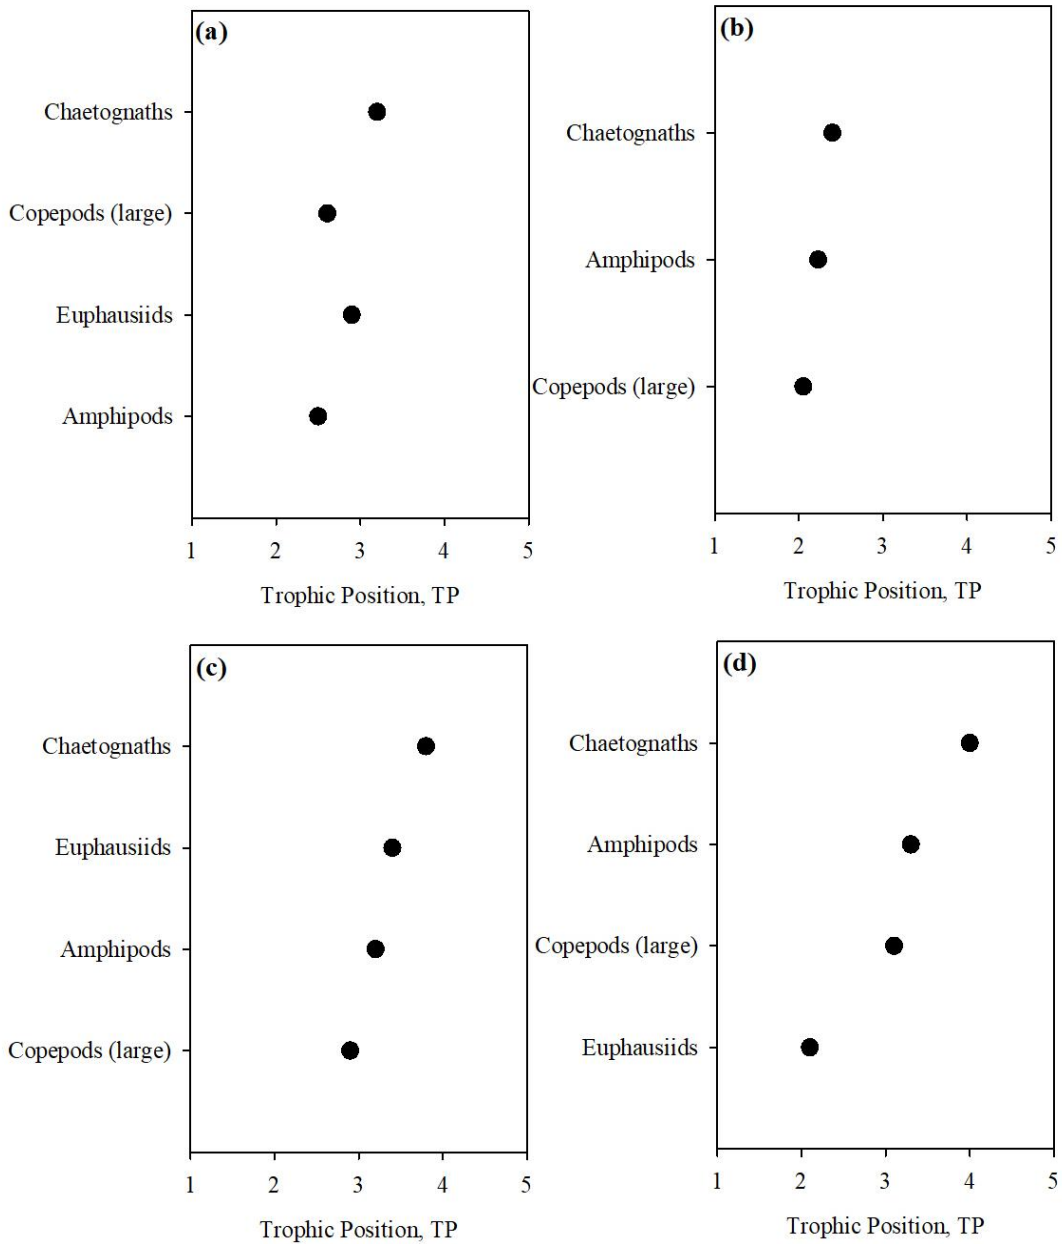 (a)
Chaetognaths
Copepods (large)
Euphausiids
Amphipods
1 2 3 4 5
Trophic Position, TP
(b)
Chaetognaths
Amphipods
Copepods (large)
1 2 3 4 5
Trophic Position, TP
(c)
Chaetognaths
Euphausiids
Amphipods
Copepods (large)
1 2 3 4 5
Trophic Position, TP
(d)
Chaetognaths
Amphipods
Copepods (large)
Euphausiids
1 2 3 4 5
Trophic Position, TP